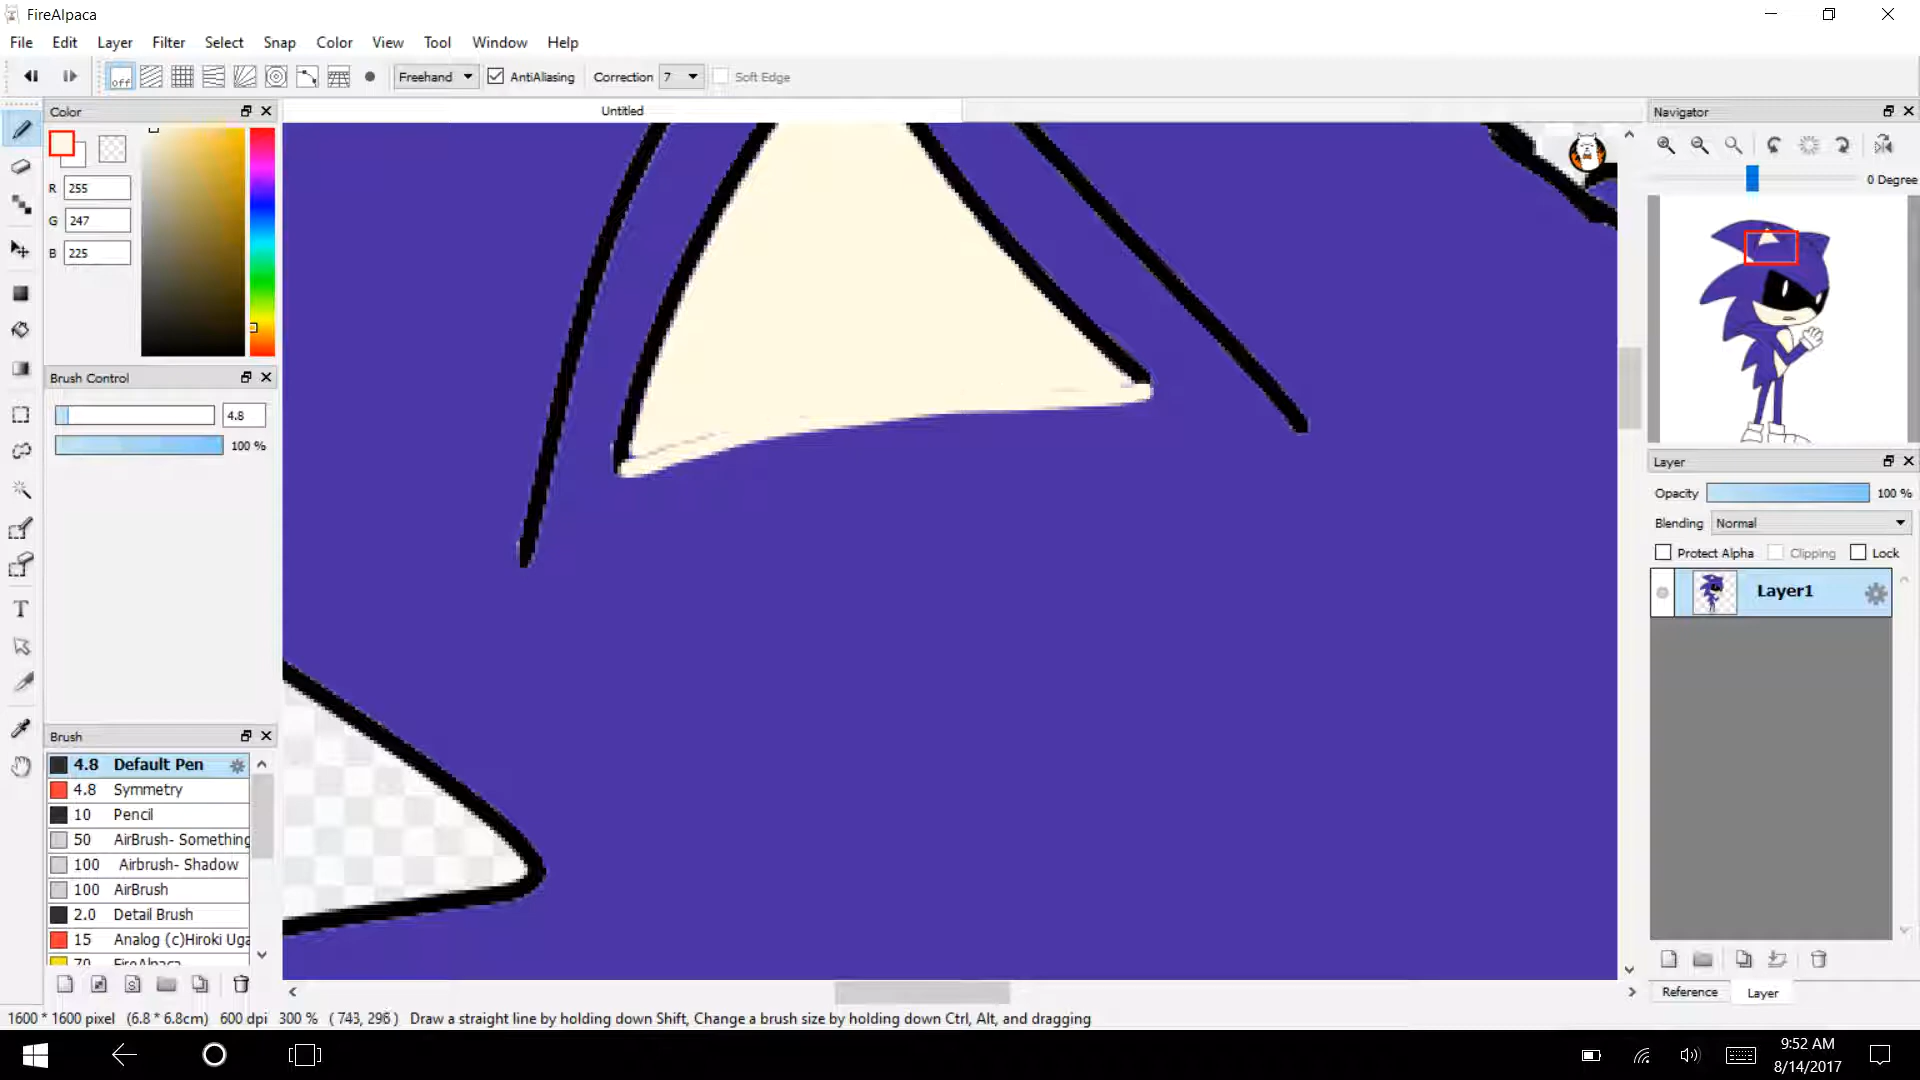 FireAlpaca
File Edit Layer Filter Select Snap Color View Tool Window Help
off Freehand AntiAliasing Correction 7 Soft Edge
Color
Untitled
Navigator
R 255
G 247
B 225
0 Degree
Brush Control
4.8
100 %
Layer
Opacity 100 %
Blending Normal
Protect Alpha Clipping Lock
Layer1
Brush
4.8 Default Pen
4.8 Symmetry
10 Pencil
50 AirBrush- Something
100 Airbrush- Shadow
100 AirBrush
2.0 Detail Brush
15 Analog (c)Hiroki Uga
70 FireAlpaca
Reference Layer
1600 * 1600 pixel (6.8 * 6.8cm) 600 dpi 300 % ( 743, 296 ) Draw a straight line by holding down Shift, Change a brush size by holding down Ctrl, Alt, and dragging
9:52 AM
8/14/2017